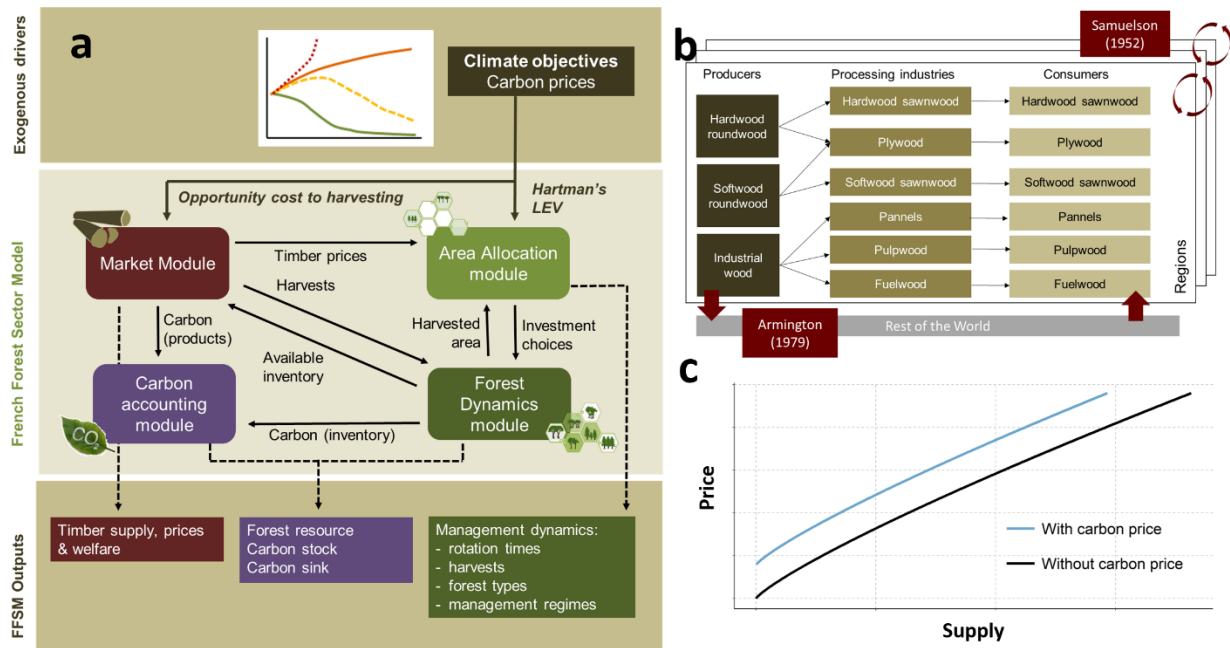 a
Exogenous drivers
Climate objectives
Carbon prices
French Forest Sector Model
Opportunity cost to harvesting
Hartman's
LEV
Market Module
Timber prices
Area Allocation
module
Harvests
Carbon
(products)
Available
inventory
Harvested
area
Investment
choices
Carbon
accounting
module
CO2
Carbon (inventory)
Forest
Dynamics
module
FFSM Outputs
Timber supply, prices
& welfare
Forest resource
Carbon stock
Carbon sink
Management dynamics:
- rotation times
- harvests
- forest types
- management regimes
b
Samuelson
(1952)
Producers
Processing industries
Consumers
Hardwood
roundwood
Softwood
roundwood
Industrial
wood
Hardwood sawnwood
Plywood
Softwood sawnwood
Pannels
Pulpwood
Fuelwood
Hardwood sawnwood
Plywood
Softwood sawnwood
Pannels
Pulpwood
Fuelwood
Regions
Armington
(1979)
Rest of the World
c
Price
With carbon price
Without carbon price
Supply